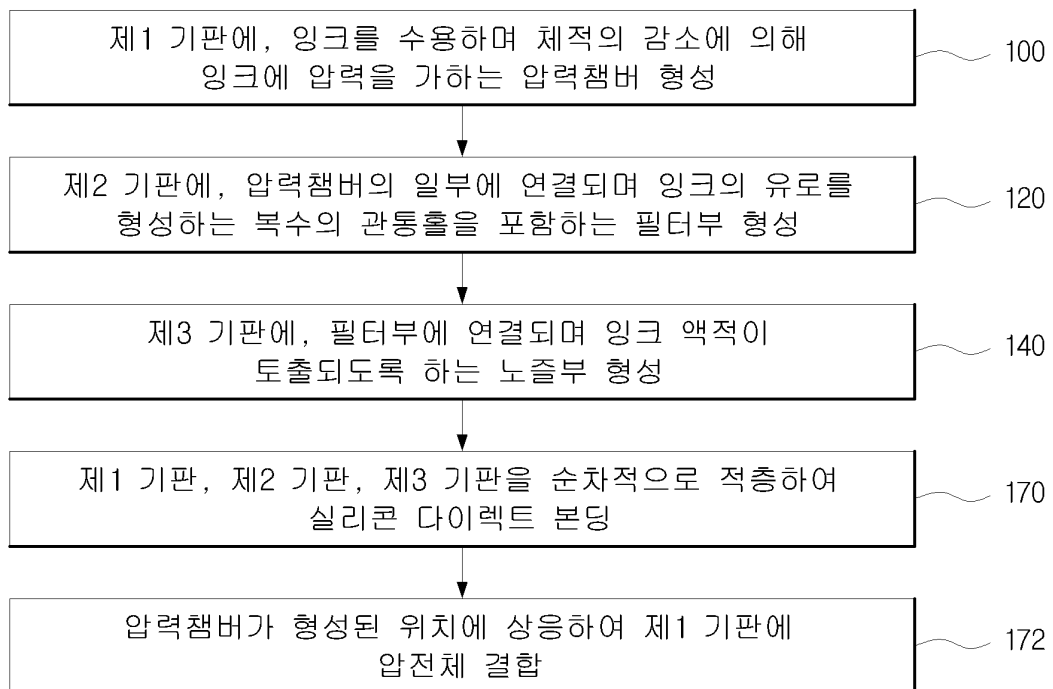 제1 기판에, 잉크를 수용하며 체적의 감소에 의해
잉크에 압력을 가하는 압력챔버 형성
100
제2 기판에, 압력챔버의 일부에 연결되며 잉크의 유로를
형성하는 복수의 관통홀을 포함하는 필터부 형성
120
제3 기판에, 필터부에 연결되며 잉크 액적이
토출되도록 하는 노즐부 형성
140
제1 기판, 제2 기판, 제3 기판을 순차적으로 적층하여
실리콘 다이렉트 본딩
170
압력챔버가 형성된 위치에 상응하여 제1 기판에
압전체 결합
172